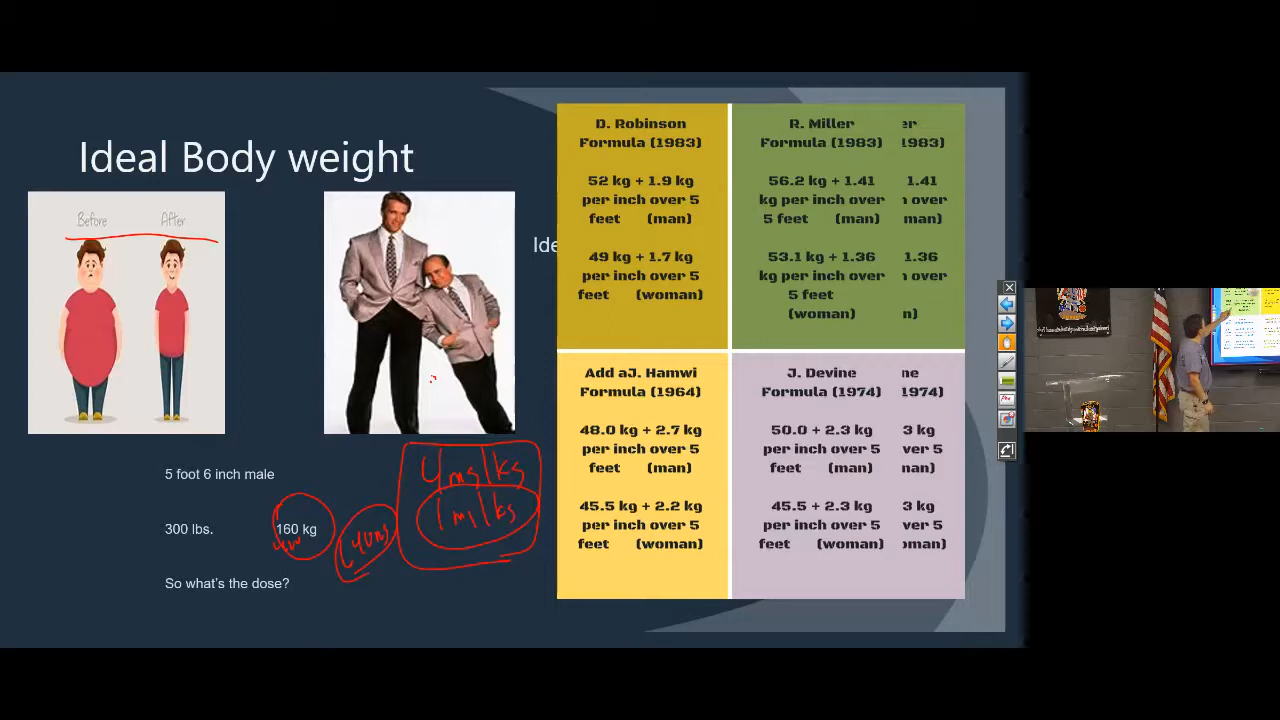 Ideal Body weight
Before
After
5 foot 6 inch male
300 lbs.
160 kg
So what's the dose?
4mg/kg
1mg/kg
Ide
D. Robinson
Formula (1983)
52 kg + 1.9 kg
per inch over 5
feet (man)
49 kg + 1.7 kg
per inch over 5
feet (woman)
R. Miller
Formula (1983)
56.2 kg + 1.41
kg per inch over
5 feet (man)
53.1 kg + 1.36
kg per inch over
5 feet
(woman)
er
1983)
1.41
n over
man)
1.36
n over
n)
Add aJ. Hamwi
Formula (1964)
48.0 kg + 2.7 kg
per inch over 5
feet (man)
45.5 kg + 2.2 kg
per inch over 5
feet (woman)
J. Devine
Formula (1974)
50.0 + 2.3 kg
per inch over 5
feet (man)
45.5 + 2.3 kg
per inch over 5
feet (woman)
ne
1974)
3 kg
ver 5
nan)
3 kg
ver 5
oman)